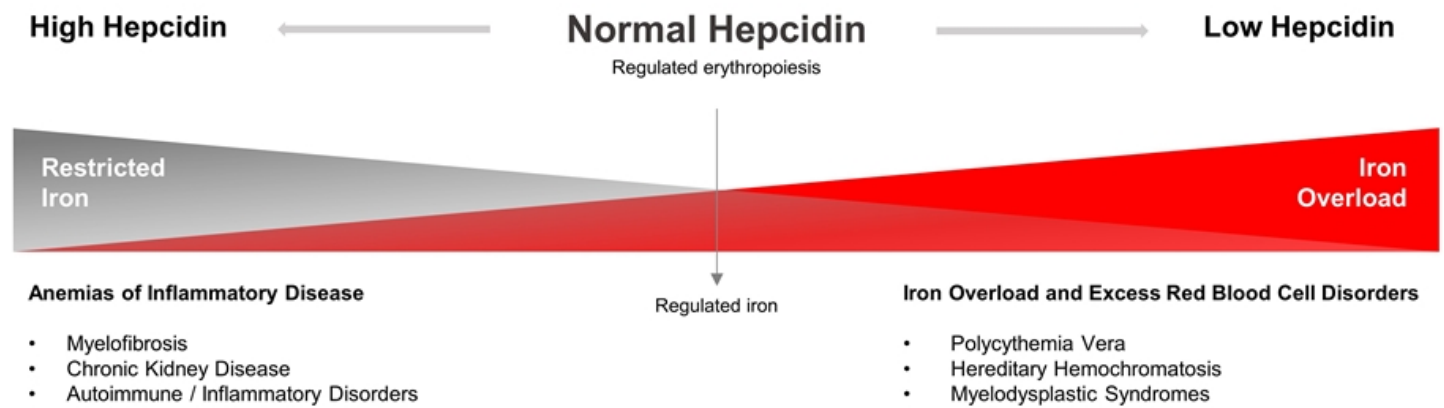 High Hepcidin
Normal Hepcidin
Low Hepcidin
Regulated erythropoiesis
Restricted
Iron
Iron
Overload
Anemias of Inflammatory Disease
• Myelofibrosis
• Chronic Kidney Disease
• Autoimmune / Inflammatory Disorders
Regulated iron
Iron Overload and Excess Red Blood Cell Disorders
• Polycythemia Vera
• Hereditary Hemochromatosis
• Myelodysplastic Syndromes